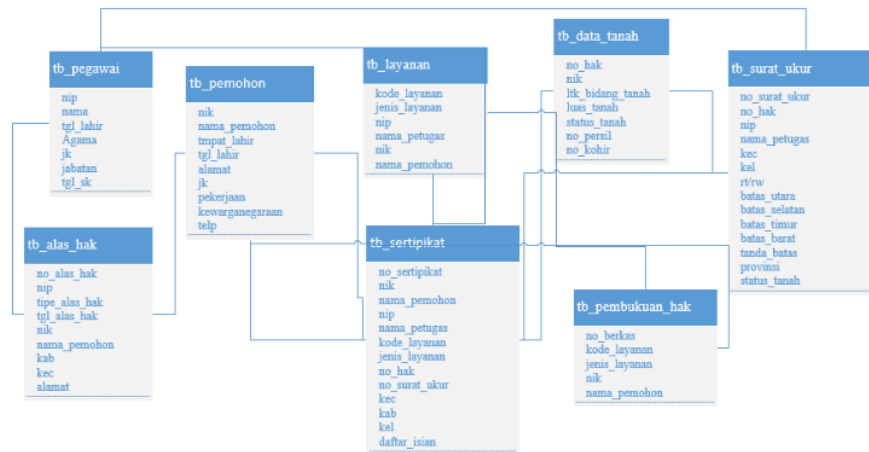 tb_pegawai
nip
nama
tgl_lahir
Agama
jk
jabatan
tgl_sk
tb_pemohon
nik
nama_pemohon
tmpat_lahir
tgl_lahir
alamat
jk
pekerjaan
kewarganegaraan
telp
tb_layanan
kode_layanan
jenis_layanan
nip
nama_petugas
nik
nama_pemohon
tb_data_tanah
no_hak
nik
ltk_bidang_tanah
luas_tanah
status_tanah
no_persil
no_kohir
tb_surat_ukur
no_surat_ukur
no_hak
nip
nama_petugas
kec
kel
rt/rw
batas_utara
batas_selatan
batas_timur
batas_barat
tanda_batas
provinsi
status_tanah
tb_alas_hak
no_alas_hak
nip
tipe_alas_hak
tgl_alas_hak
nik
nama_pemohon
kab
kec
alamat
tb_sertipikat
no_sertipikat
nik
nama_pemohon
nip
nama_petugas
kode_layanan
jenis_layanan
no_hak
no_surat_ukur
kec
kab
kel
daftar_isian
tb_pembukuan_hak
no_berkas
kode_layanan
jenis_layanan
nik
nama_pemohon